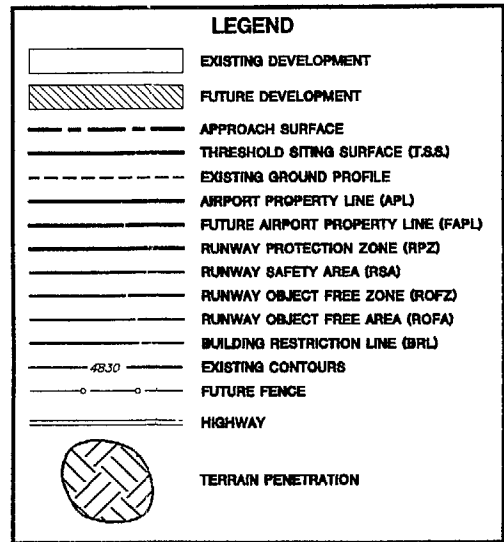 LEGEND
EXISTING DEVELOPMENT
FUTURE DEVELOPMENT
APPROACH SURFACE
THRESHOLD SITING SURFACE (T.S.S.)
EXISTING GROUND PROFILE
AIRPORT PROPERTY LINE (APL)
FUTURE AIRPORT PROPERTY LINE (FAPL)
RUNWAY PROTECTION ZONE (RPZ)
RUNWAY SAFETY AREA (RSA)
RUNWAY OBJECT FREE ZONE (ROFZ)
RUNWAY OBJECT FREE AREA (ROFA)
BUILDING RESTRICTION LINE (BRL)
4830 EXISTING CONTOURS
FUTURE FENCE
HIGHWAY
TERRAIN PENETRATION